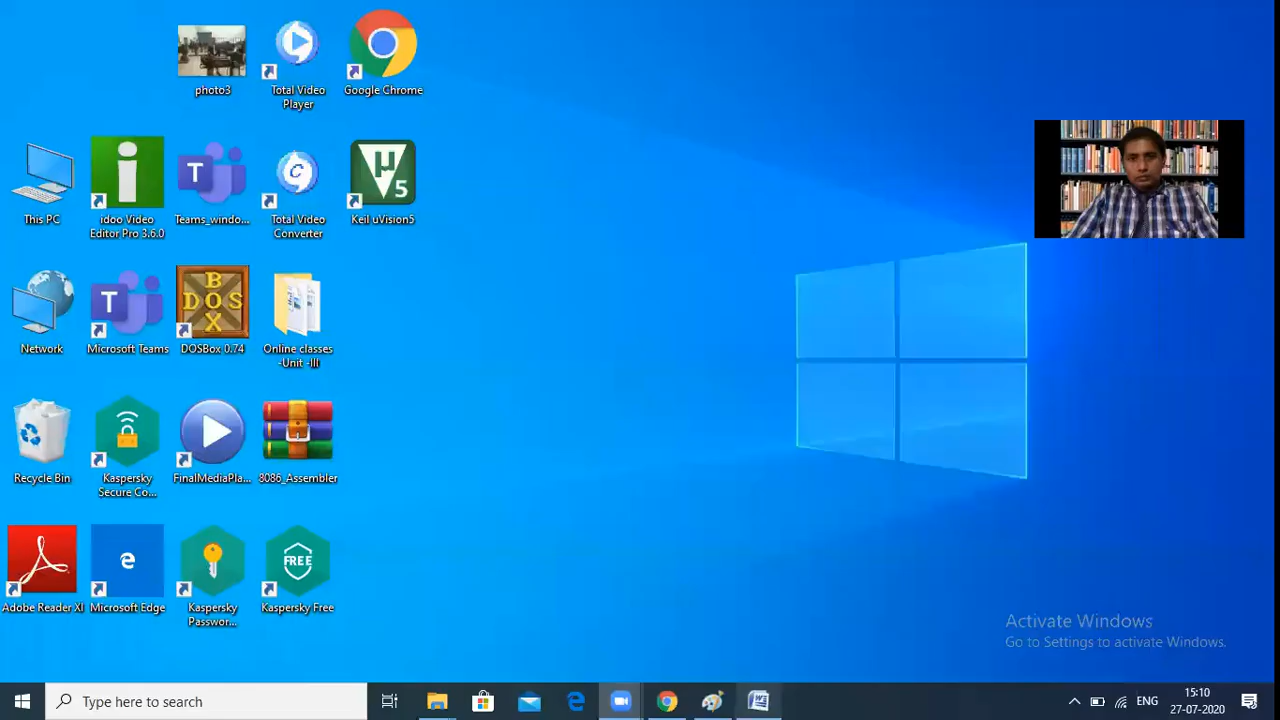 photo3
Total Video
Player
Google Chrome
This PC
i
idoo Video
Editor Pro 3.6.0
T
Teams_windo...
C
Total Video
Converter
µ
5
Keil uVision5
Network
T
Microsoft Teams
B
DOS
X
DOSBox 0.74
Online classes
-Unit -III
Recycle Bin
Kaspersky
Secure Co...
FinalMediaPla...
8086_Assembler
Adobe Reader XI
e
Microsoft Edge
Kaspersky
Passwor...
FREE
Kaspersky Free
Activate Windows
Go to Settings to activate Windows.
Type here to search
ENG
15:10
27-07-2020